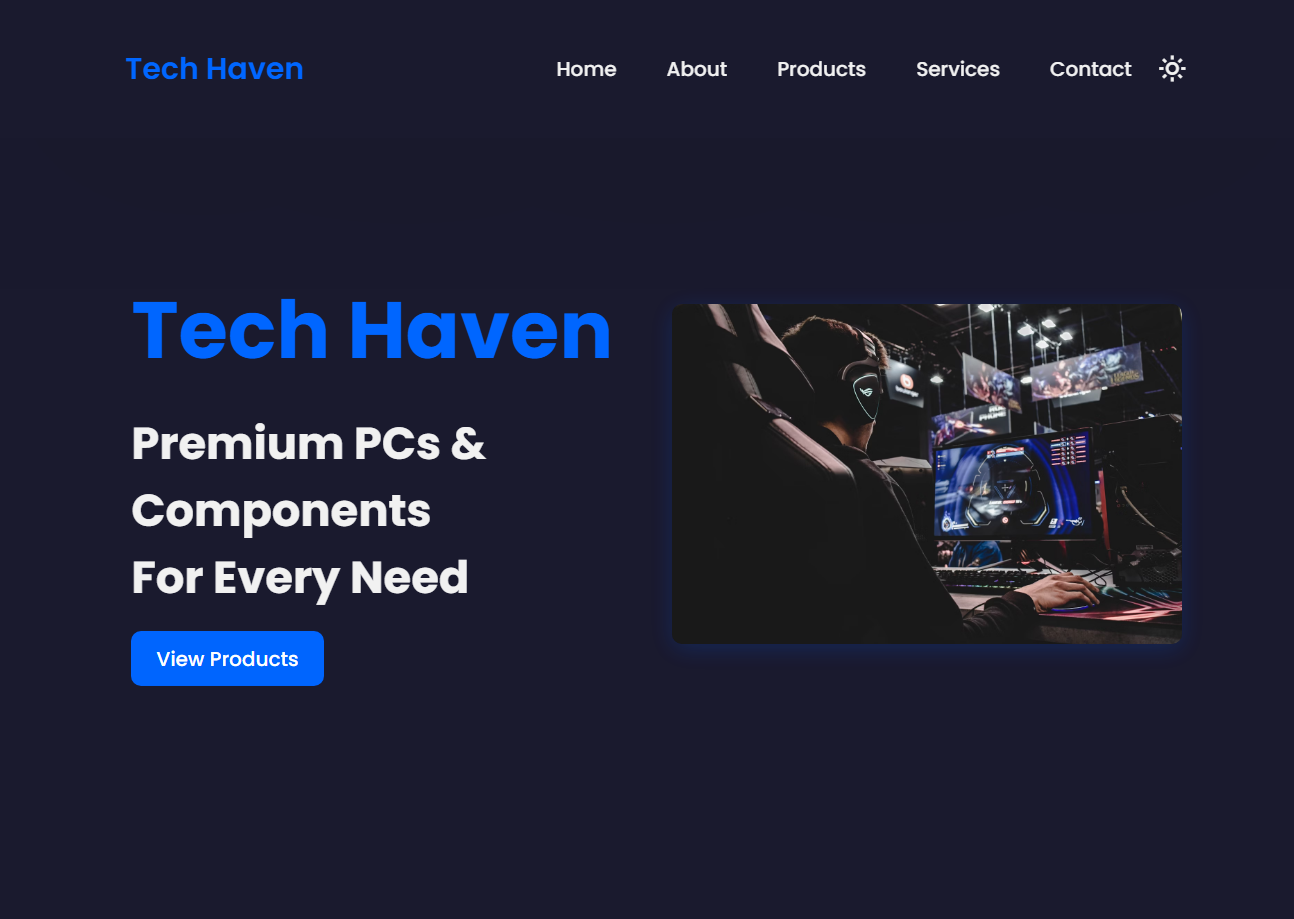 Tech Haven
Home About Products Services Contact
Tech Haven
Premium PCs &
Components
For Every Need
View Products